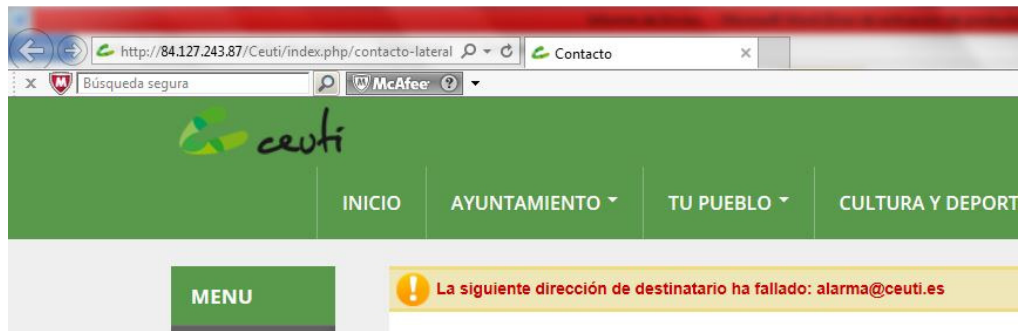 http://84.127.243.87/Ceuti/index.php/contacto-lateral
Contacto
x
Búsqueda segura
McAfee
?
ceutí
INICIO
AYUNTAMIENTO
TU PUEBLO
CULTURA Y DEPORT
MENU
La siguiente dirección de destinatario ha fallado: alarma@ceuti.es